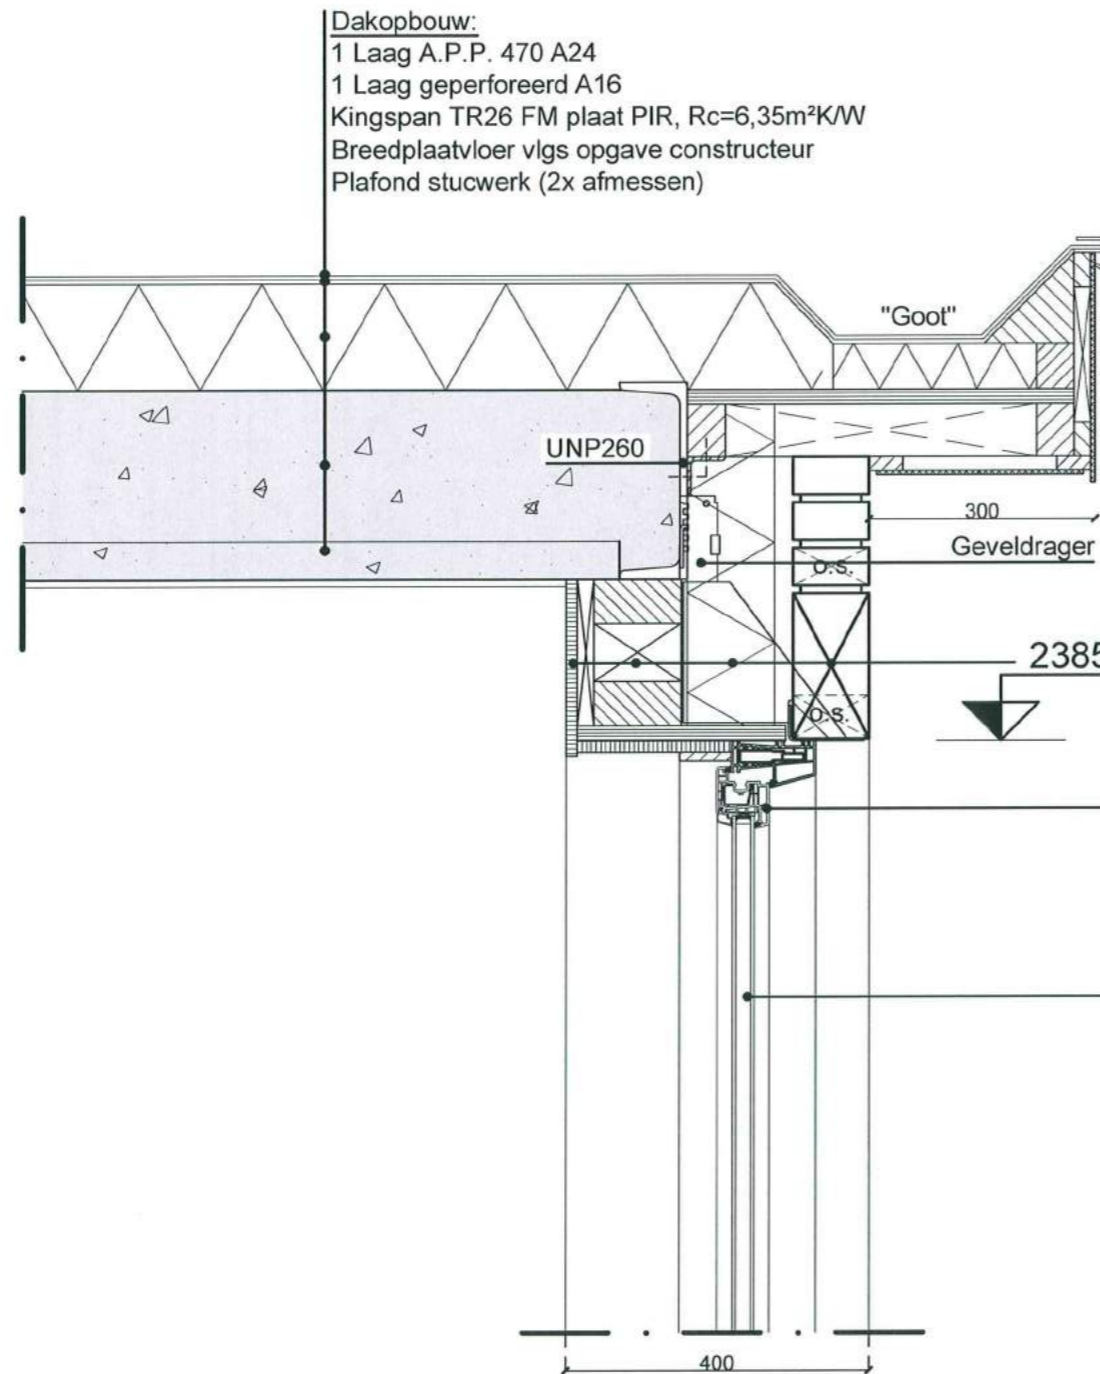 Dakopbouw:
1 Laag A.P.P. 470 A24
1 Laag geperforeerd A16
Kingspan TR26 FM plaat PIR, Rc=6,35m²K/W
Breedplaatvloer vlgs opgave constructeur
Plafond stucwerk (2x afmessen)
"Goot"
UNP260
300
Geveldrager
o.s.
2385
o.s.
400